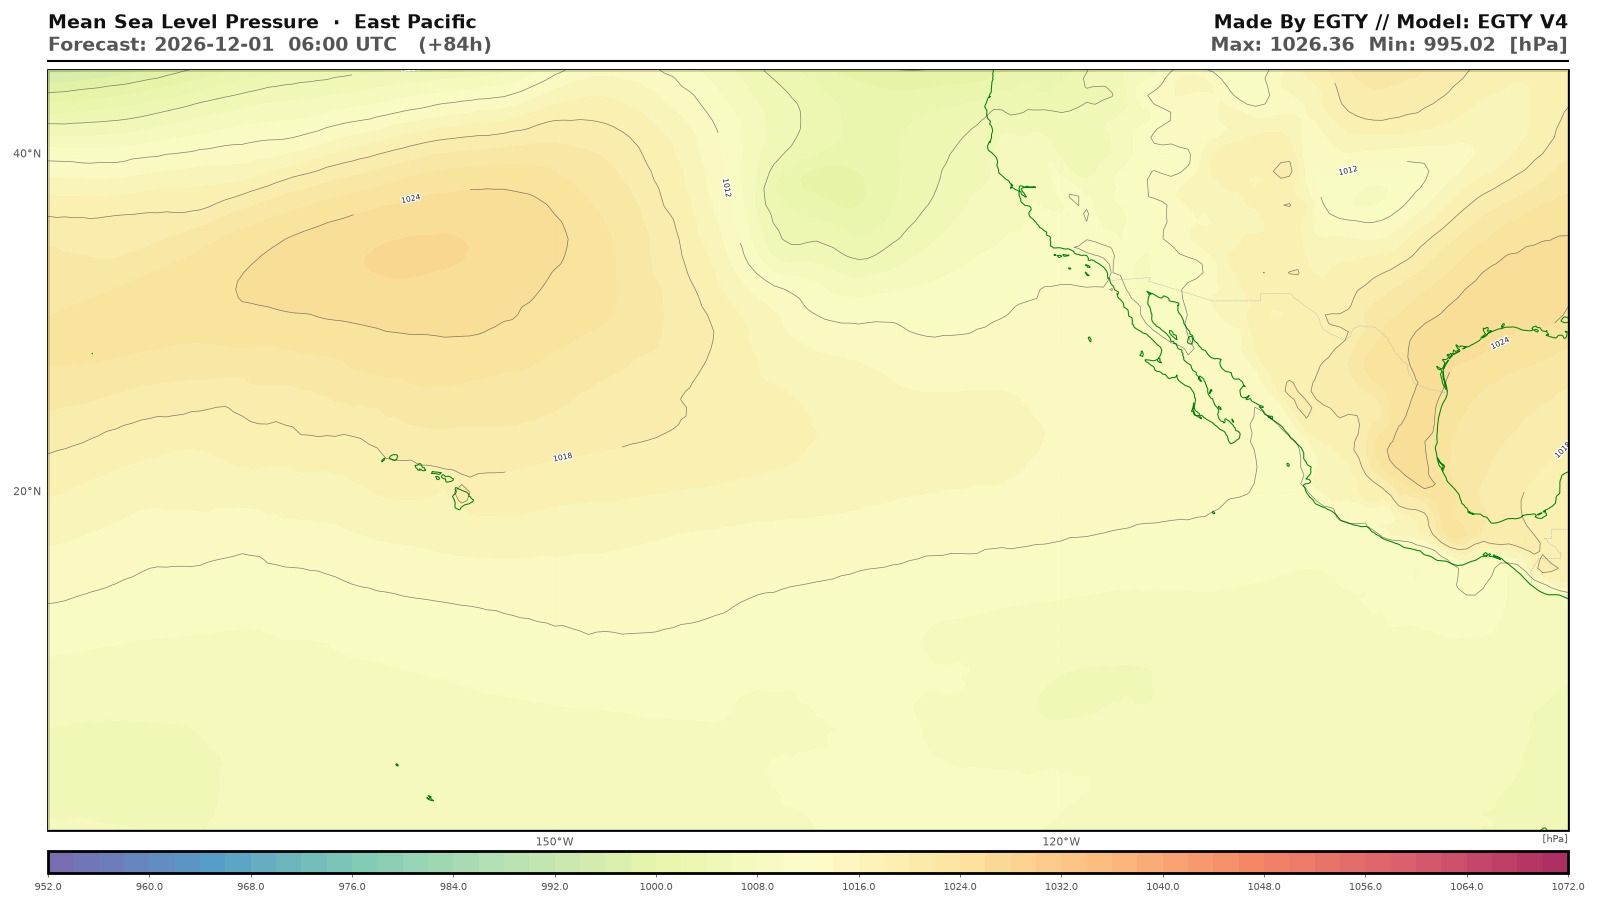 Mean Sea Level Pressure · East Pacific
Made By EGTY // Model: EGTY V4
Forecast: 2026-12-01 06:00 UTC (+84h)
Max: 1026.36 Min: 995.02 [hPa]
40°N
1012
1012
1024
1024
1018
1018
20°N
150°W
120°W
[hPa]
952.0 960.0 968.0 976.0 984.0 992.0 1000.0 1008.0 1016.0 1024.0 1032.0 1040.0 1048.0 1056.0 1064.0 1072.0